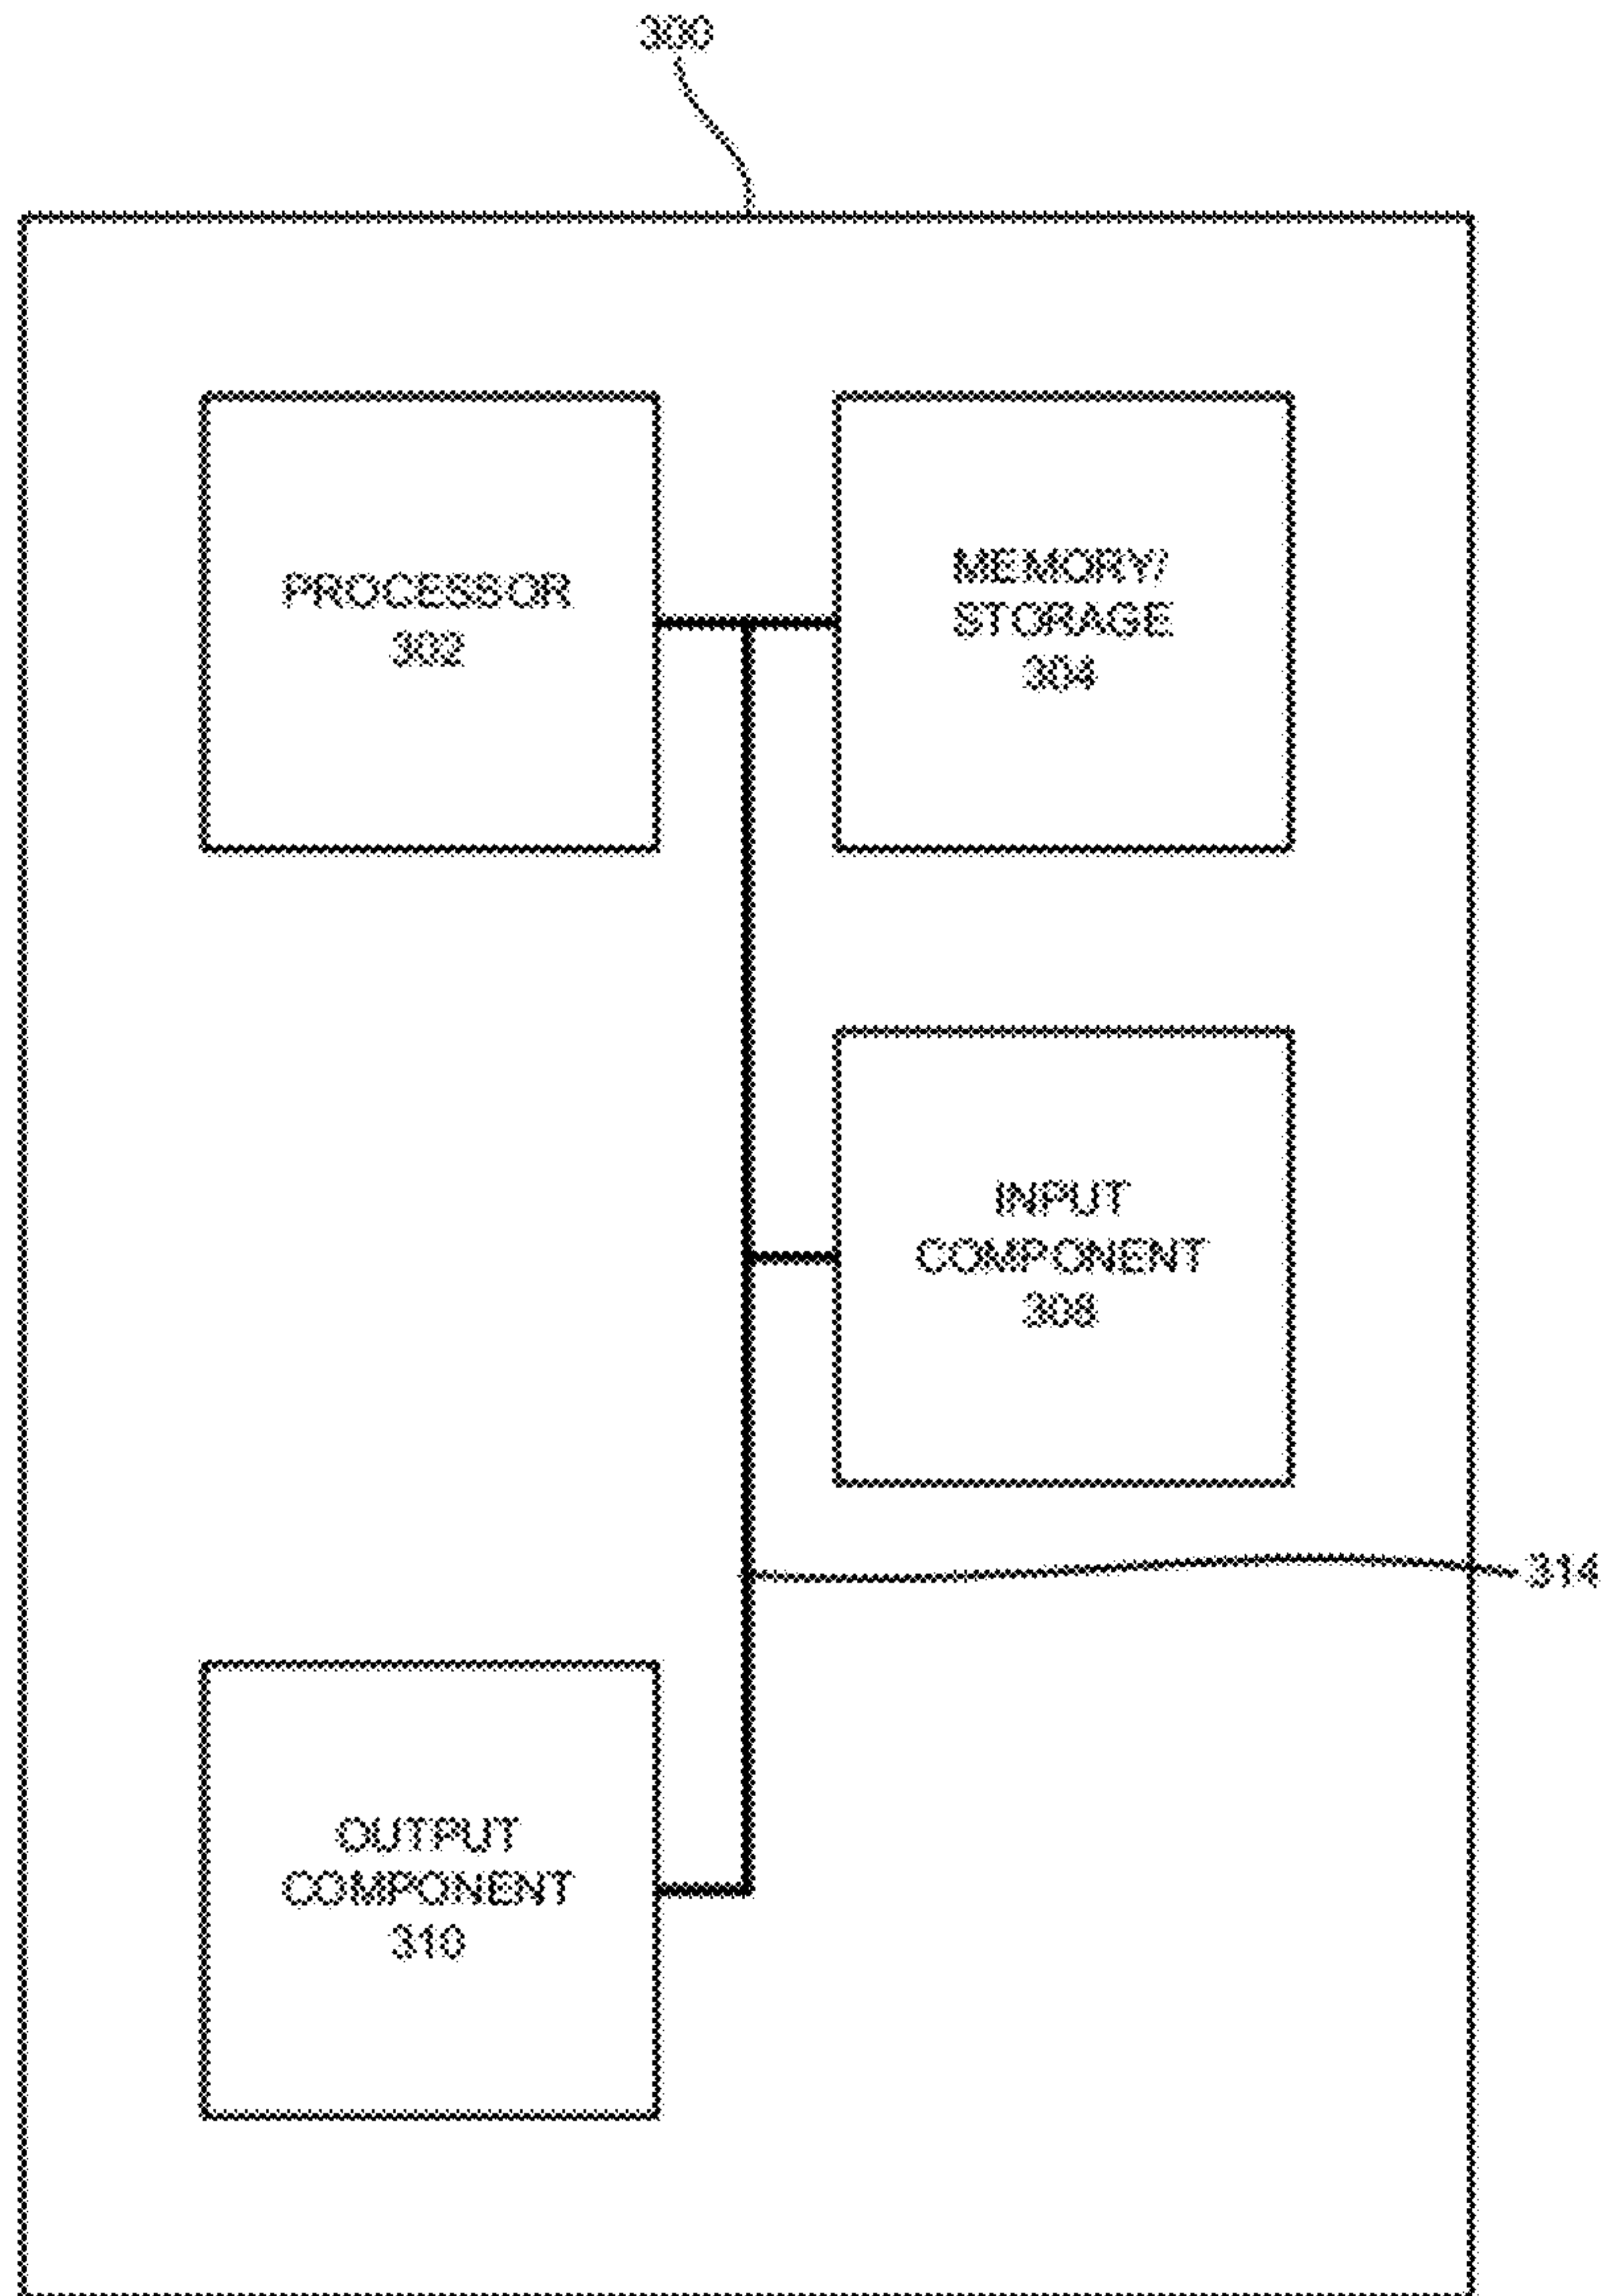 300
PROCESSOR
302
MEMORY/
STORAGE
304
INPUT
COMPONENT
308
314
OUTPUT
COMPONENT
310